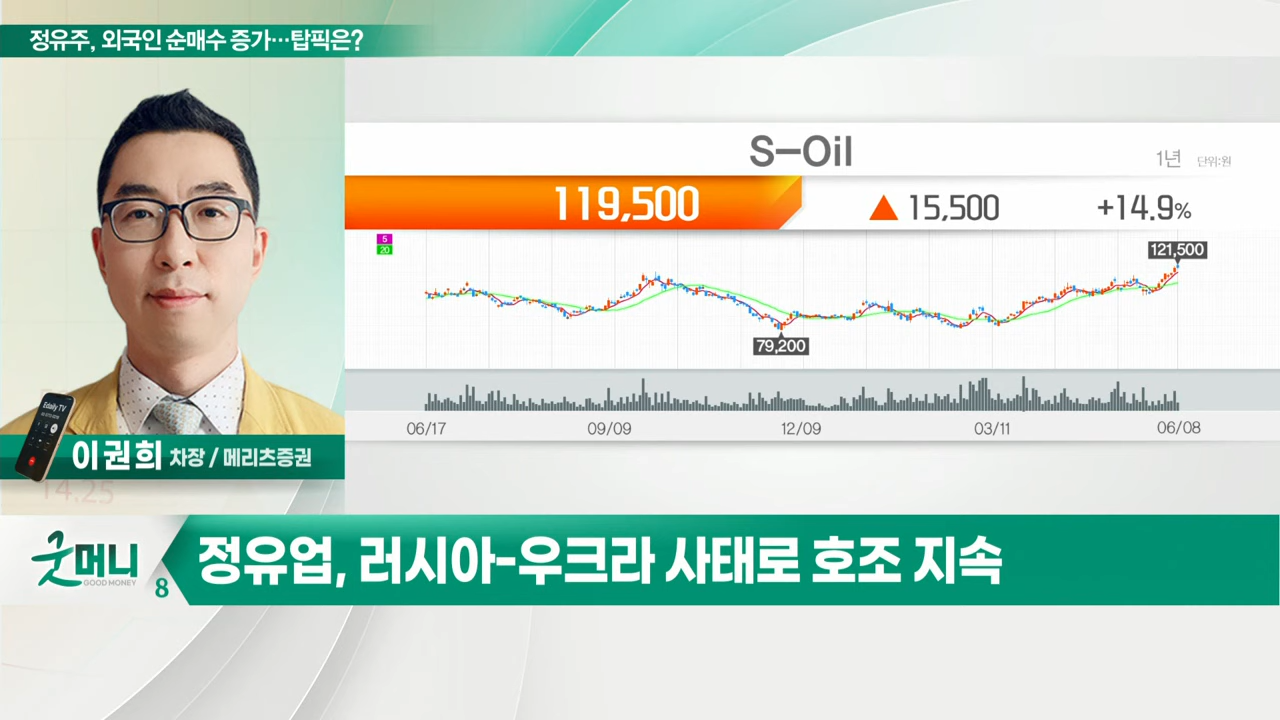 정유주, 외국인 순매수 증가…탑픽은?
S-Oil
1년 단위:원
119,500 ▲ 15,500 +14.9%
5
20
121,500
79,200
06/17 09/09 12/09 03/11 06/08
Edaily TV
이권희 차장 / 메리츠증권
14.25
굿머니
GOOD MONEY
8
정유업, 러시아-우크라 사태로 호조 지속